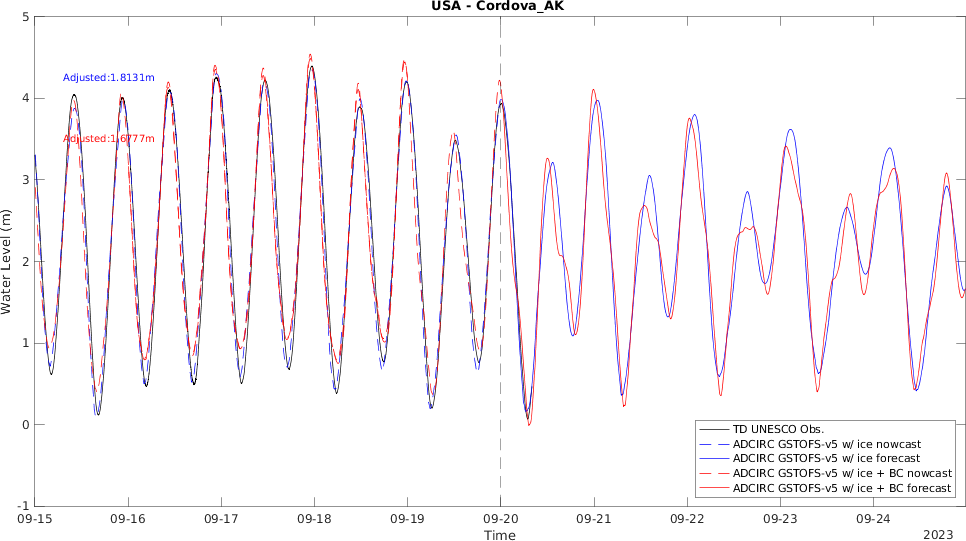 USA - Cordova_AK
Water Level (m)
5
4
3
2
1
0
-1
Adjusted:1.8131m
Adjusted:1.6777m
09-15 09-16 09-17 09-18 09-19 09-20 09-21 09-22 09-23 09-24
Time
2023
TD UNESCO Obs.
ADCIRC GSTOFS-v5 w/ ice nowcast
ADCIRC GSTOFS-v5 w/ ice forecast
ADCIRC GSTOFS-v5 w/ ice + BC nowcast
ADCIRC GSTOFS-v5 w/ ice + BC forecast